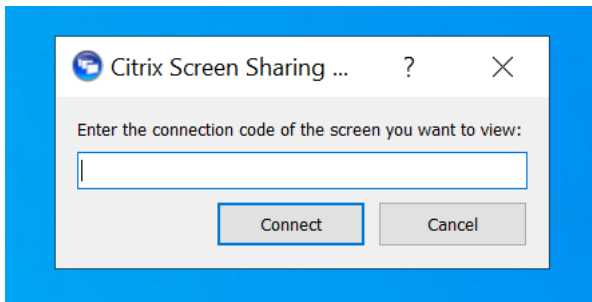 Citrix Screen Sharing ... ?
Enter the connection code of the screen you want to view:
Connect Cancel